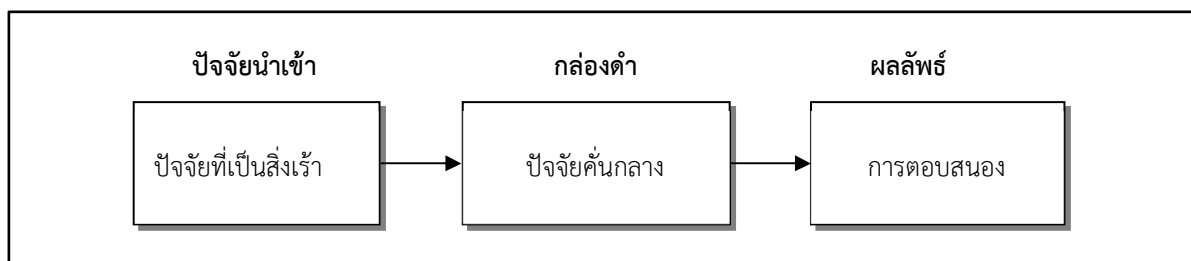 ปัจจัยนำเข้า กล่องดำ ผลลัพธ์
ปัจจัยที่เป็นสิ่งเร้า ปัจจัยคั่นกลาง การตอบสนอง